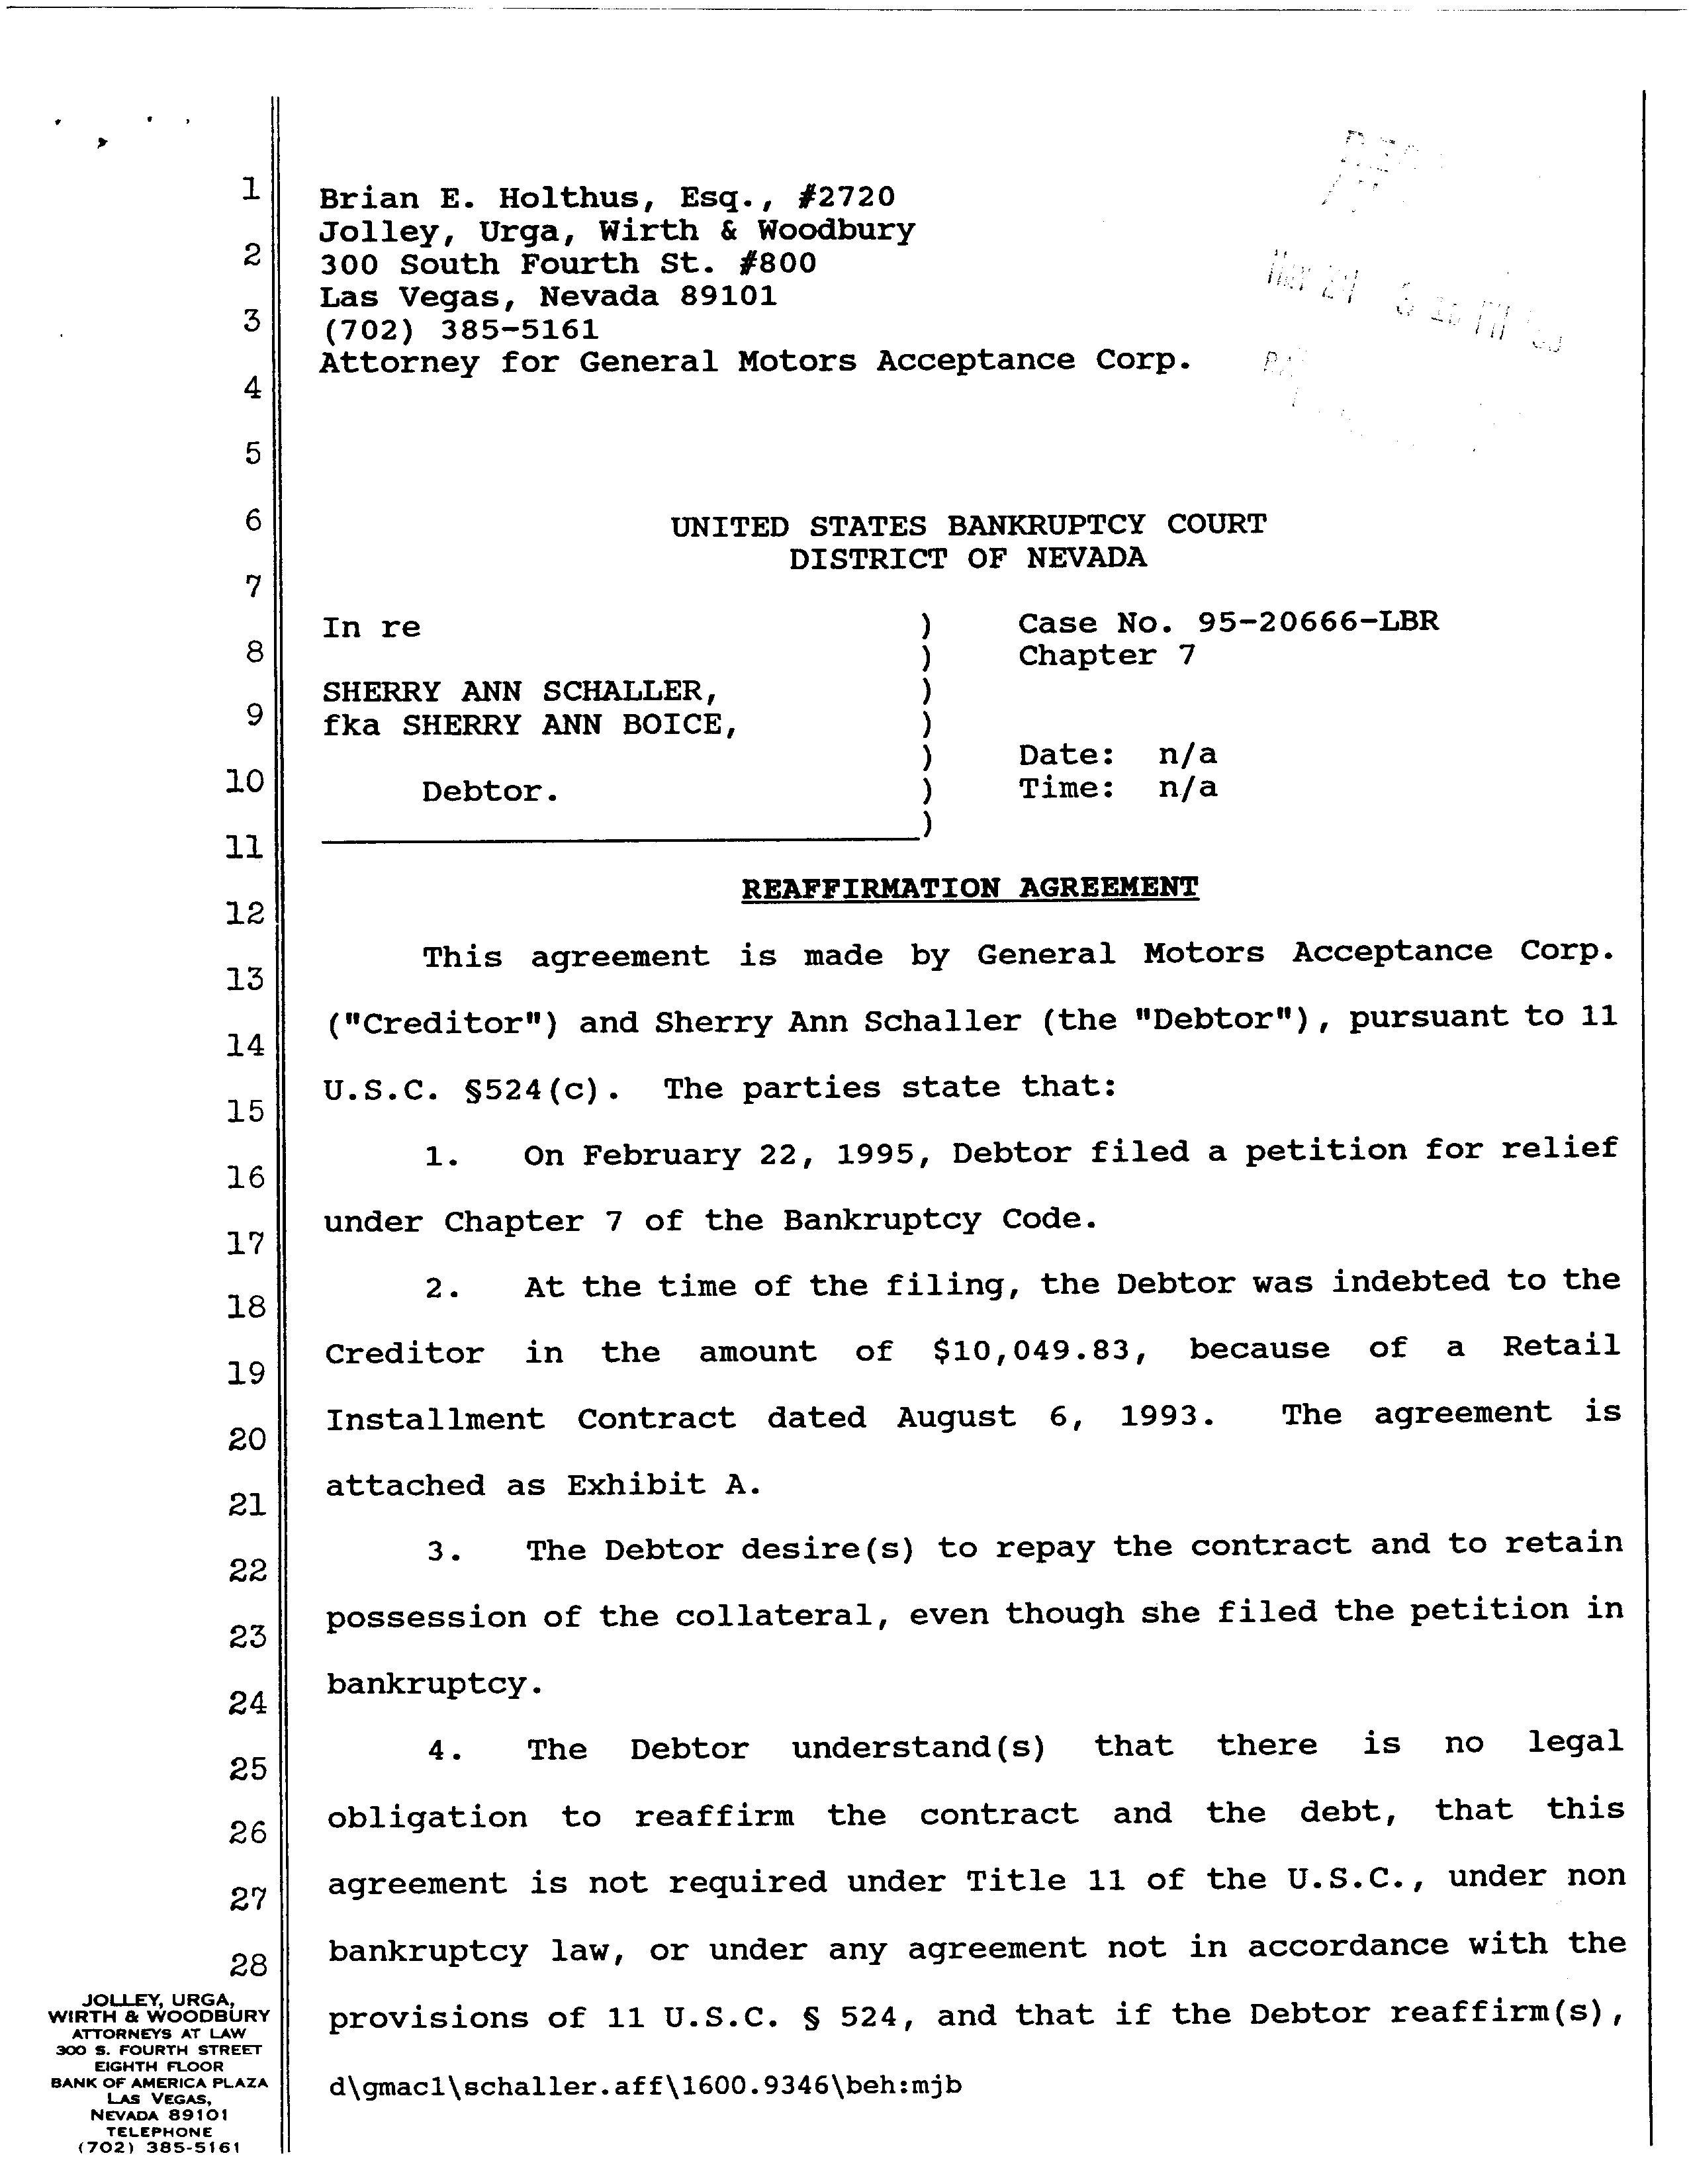 1
2
3
4
5
6
7
8
9
10
11
12
13
14
15
16
17
18
19
20
21
22
23
24
25
26
27
28
Brian E. Holthus, Esq., #2720
Jolley, Urga, Wirth & Woodbury
300 South Fourth St. #800
Las Vegas, Nevada 89101
(702) 385-5161
Attorney for General Motors Acceptance Corp.
UNITED STATES BANKRUPTCY COURT
DISTRICT OF NEVADA
In re ) Case No. 95-20666-LBR
) Chapter 7
SHERRY ANN SCHALLER, )
fka SHERRY ANN BOICE, )
) Date: n/a
Debtor. ) Time: n/a
)
REAFFIRMATION AGREEMENT
This agreement is made by General Motors Acceptance Corp.
("Creditor") and Sherry Ann Schaller (the "Debtor"), pursuant to 11
U.S.C. §524(c). The parties state that:
1. On February 22, 1995, Debtor filed a petition for relief
under Chapter 7 of the Bankruptcy Code.
2. At the time of the filing, the Debtor was indebted to the
Creditor in the amount of $10,049.83, because of a Retail
Installment Contract dated August 6, 1993. The agreement is
attached as Exhibit A.
3. The Debtor desire(s) to repay the contract and to retain
possession of the collateral, even though she filed the petition in
bankruptcy.
4. The Debtor understand(s) that there is no legal
obligation to reaffirm the contract and the debt, that this
agreement is not required under Title 11 of the U.S.C., under non
bankruptcy law, or under any agreement not in accordance with the
provisions of 11 U.S.C. § 524, and that if the Debtor reaffirm(s),
d\gmac1\schaller.aff\1600.9346\beh:mjb
JOLLEY, URGA,
WIRTH & WOODBURY
ATTORNEYS AT LAW
300 S. FOURTH STREET
EIGHTH FLOOR
BANK OF AMERICA PLAZA
LAS VEGAS,
NEVADA 89101
TELEPHONE
(702) 385-5161